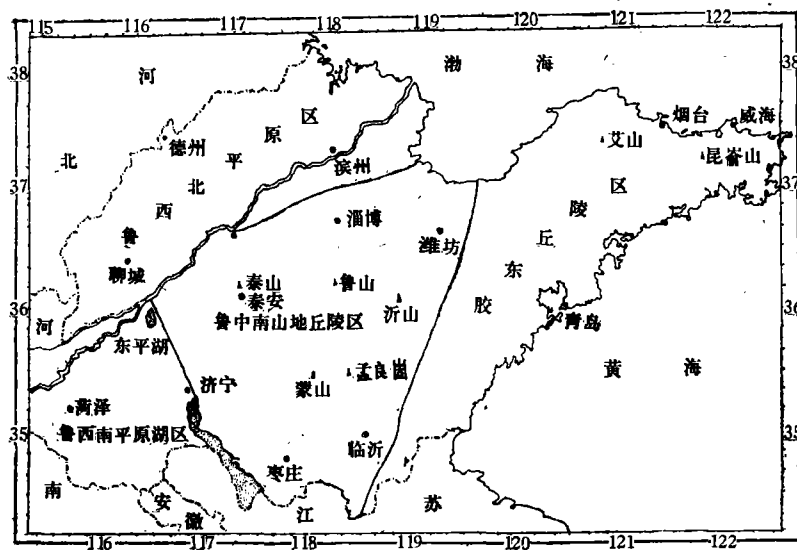 115 116 117 118 119 120 121 122
38 38
渤海
河北
鲁西北平原区
烟台 威海
艾山
昆嵛山
德州
滨州
37 37
淄博
潍坊
胶东丘陵区
聊城
泰山 鲁山
泰安
沂山
36 36
河南
鲁中南山地丘陵区
青岛
东平湖
黄海
济宁
蒙山 孟良崮
菏泽
鲁西南平原湖区
35 35
临沂
枣庄
安徽
江苏
116 117 118 119 120 121 122